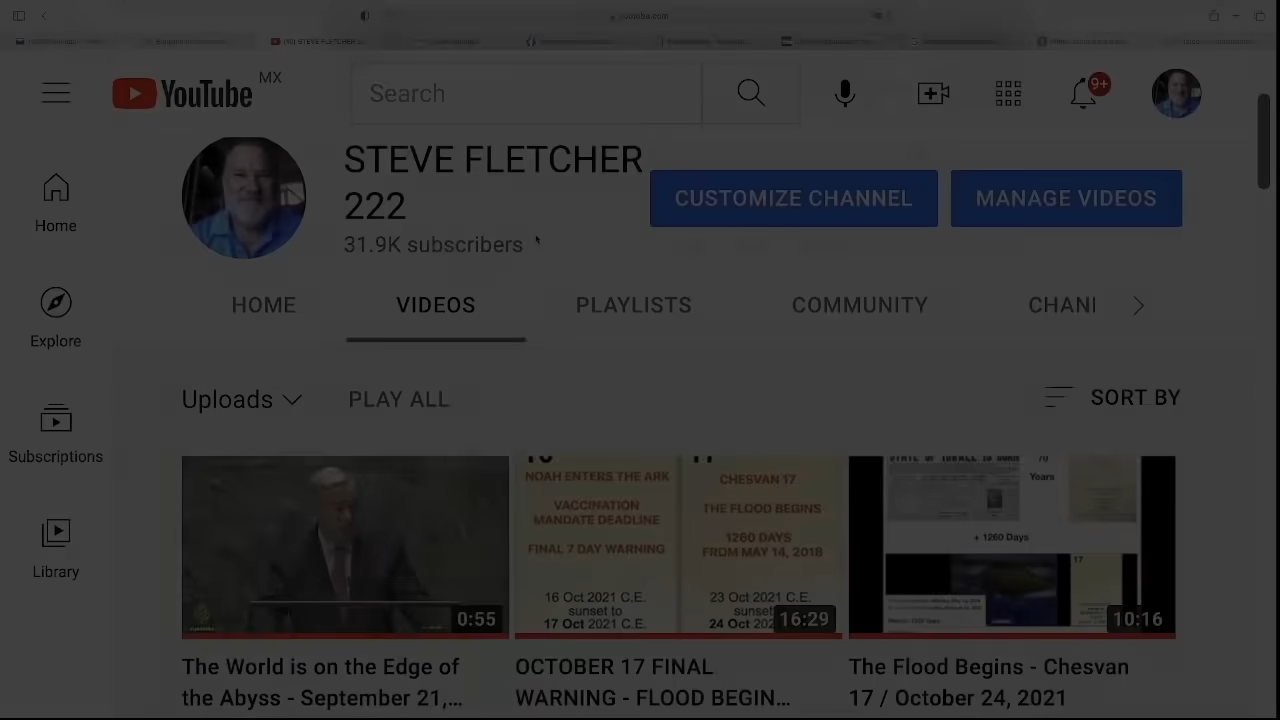 YouTube MX
Search
9+
STEVE FLETCHER
222
31.9K subscribers
CUSTOMIZE CHANNEL
MANAGE VIDEOS
Home
Explore
Subscriptions
Library
HOME
VIDEOS
PLAYLISTS
COMMUNITY
CHANI
Uploads
PLAY ALL
SORT BY
0:55
The World is on the Edge of
the Abyss - September 21,...
NOAH ENTERS THE ARK
VACCINATION
MANDATE DEADLINE
FINAL 7 DAY WARNING
16 Oct 2021 C.E.
sunset to
17 Oct 2021 C.E.
CHESVAN 17
THE FLOOD BEGINS
1260 DAYS
FROM MAY 14, 2018
23 Oct 2021 C.E.
sunset
24 Oct 202
16:29
OCTOBER 17 FINAL
WARNING - FLOOD BEGIN...
70
Years
+ 1260 Days
17
10:16
The Flood Begins - Chesvan
17 / October 24, 2021